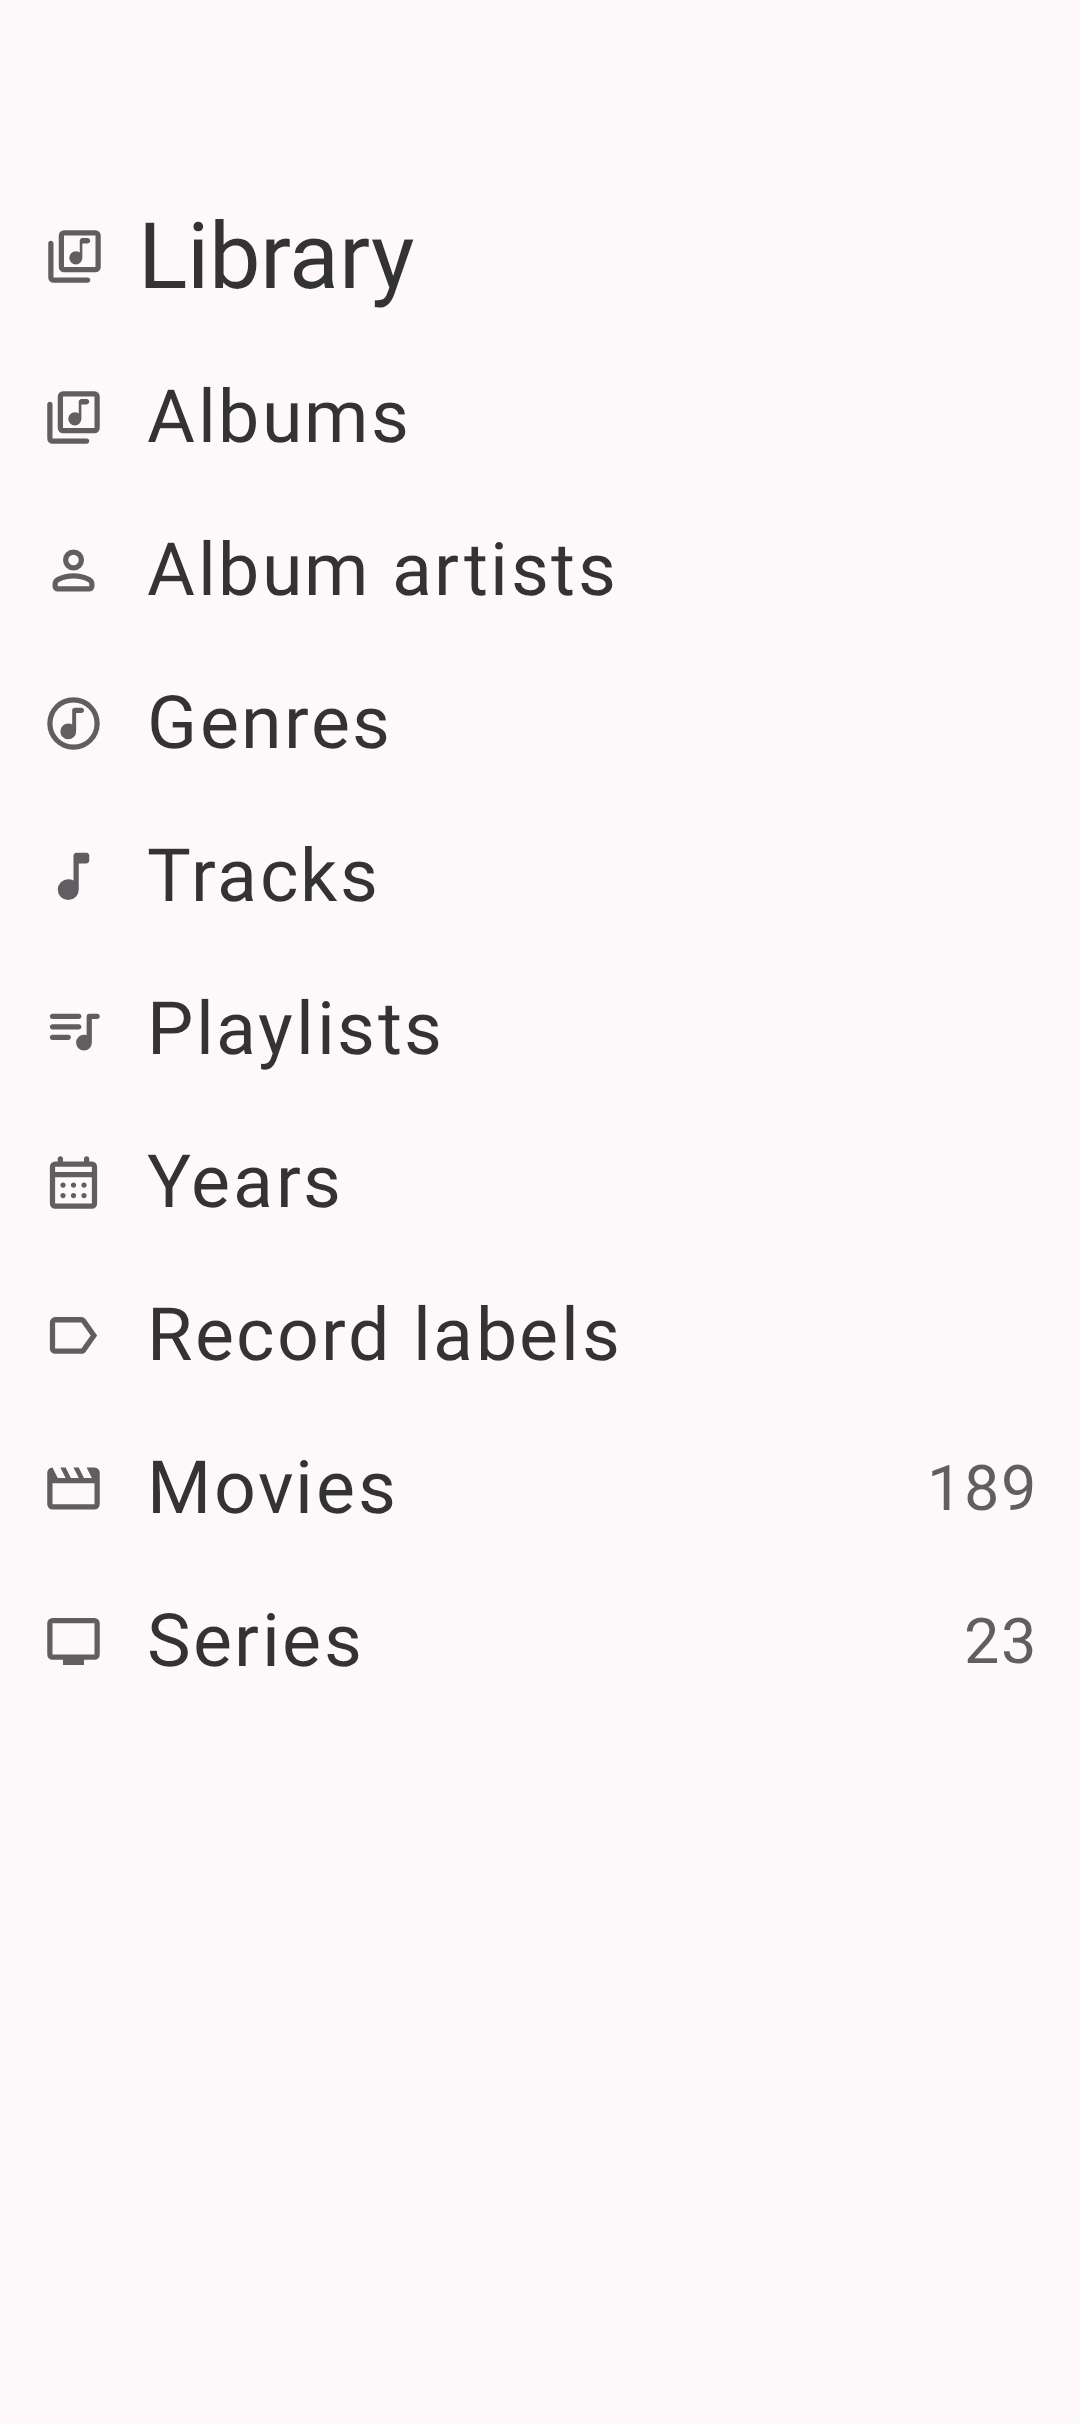 Library
Albums
Album artists
Genres
Tracks
Playlists
Years
Record labels
Movies 189
Series 23